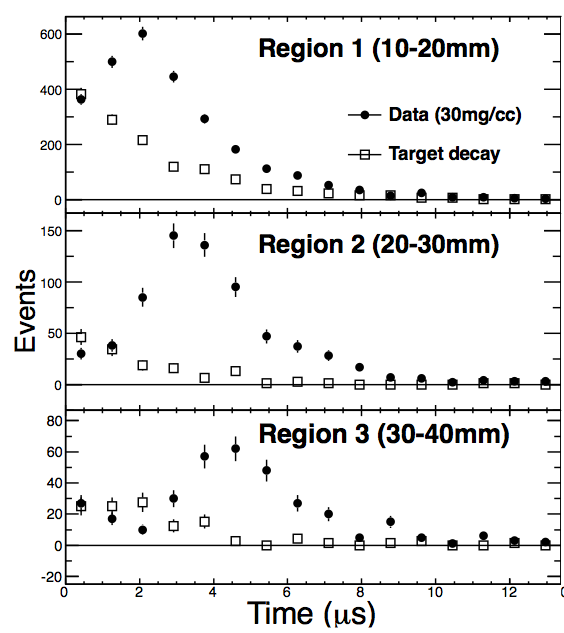 Region 1 (10-20mm)
Data (30mg/cc)
Target decay
600
400
200
0
Region 2 (20-30mm)
150
100
50
0
Region 3 (30-40mm)
80
60
40
20
0
-20
Events
0 2 4 6 8 10 12
Time (μs)